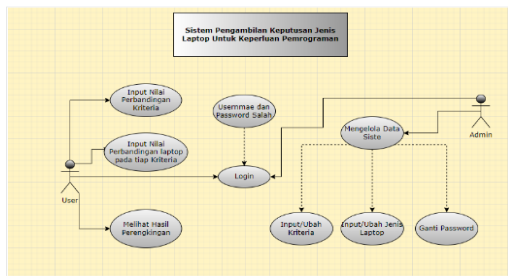 Sistem Pengambilan Keputusan Jenis
Laptop Untuk Keperluan Pemrograman
Input Nilai
Perbandingan
Kriteria
Usernmae dan
Password Salah
Mengelola Data
Siste
Admin
Input Nilai
Perbandingan laptop
pada tiap Kriteria
Login
User
Melihat Hasil
Perengkingan
Input/Ubah
Kriteria
Input/Ubah Jenis
Laptop
Ganti Password